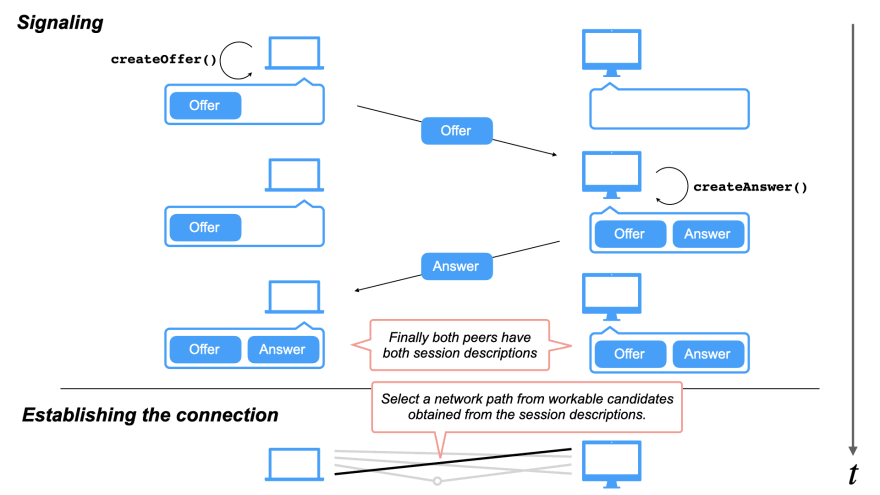 Signaling
createOffer()
Offer
Offer
createAnswer()
Offer
Offer
Answer
Answer
Offer
Answer
Finally both peers have
both session descriptions
Offer
Answer
Select a network path from workable candidates
obtained from the session descriptions.
Establishing the connection
t